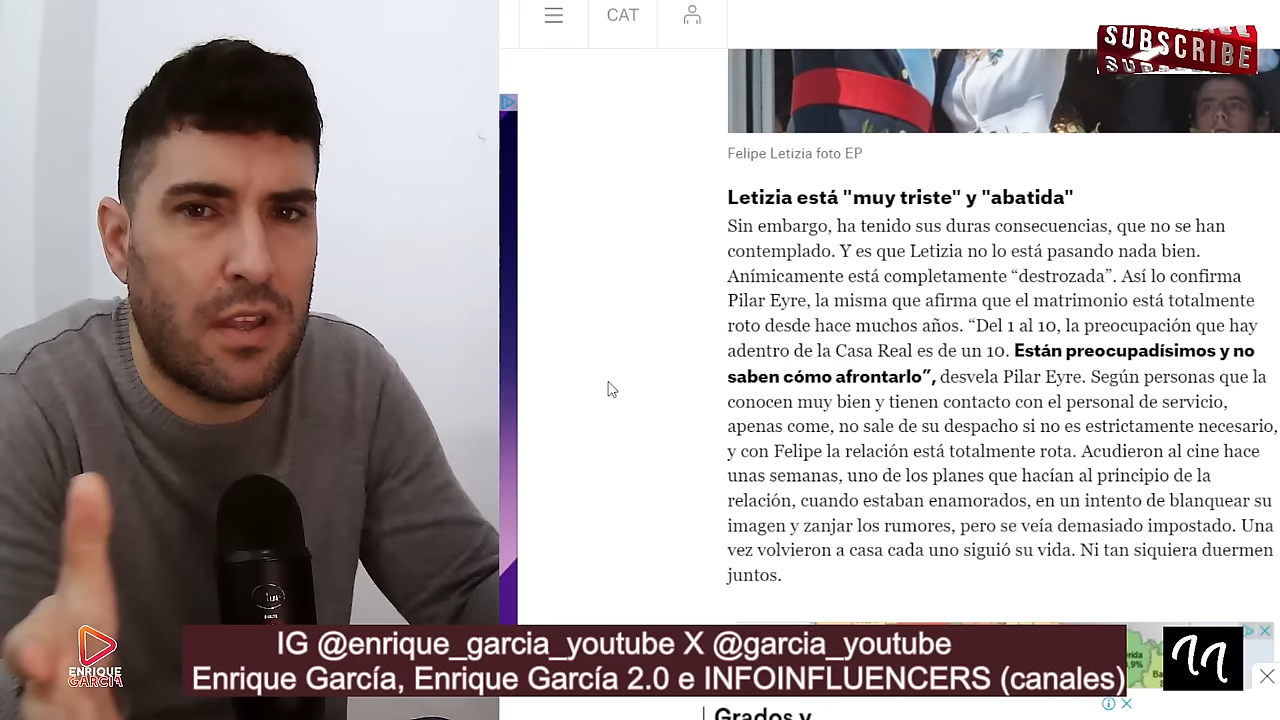 CAT
SUBSCRIBE
Felipe Letizia foto EP
Letizia está "muy triste" y "abatida"
Sin embargo, ha tenido sus duras consecuencias, que no se han
contemplado. Y es que Letizia no lo está pasando nada bien.
Anímicamente está completamente “destrozada”. Así lo confirma
Pilar Eyre, la misma que afirma que el matrimonio está totalmente
roto desde hace muchos años. “Del 1 al 10, la preocupación que hay
adentro de la Casa Real es de un 10. Están preocupadísimos y no
saben cómo afrontarlo”, desvela Pilar Eyre. Según personas que la
conocen muy bien y tienen contacto con el personal de servicio,
apenas come, no sale de su despacho si no es estrictamente necesario,
y con Felipe la relación está totalmente rota. Acudieron al cine hace
unas semanas, uno de los planes que hacían al principio de la
relación, cuando estaban enamorados, en un intento de blanquear su
imagen y zanjar los rumores, pero se veía demasiado impostado. Una
vez volvieron a casa cada uno siguió su vida. Ni tan siquiera duermen
juntos.
IG @enrique_garcia_youtube X @garcia_youtube
Enrique García, Enrique García 2.0 e INFOINFLUENCERS (canales)
ENRIQUE
GARCÍA
Grados y